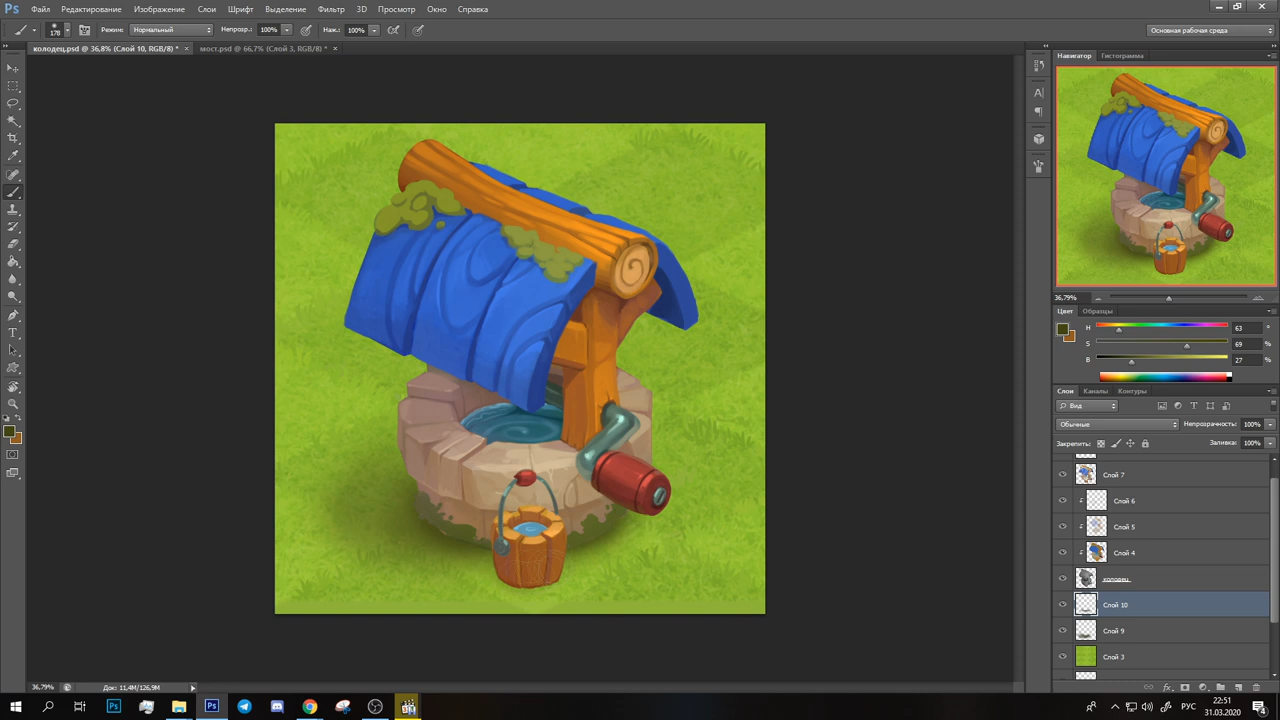 Ps Файл Редактирование Изображение Слои Шрифт Выделение Фильтр 3D Просмотр Окно Справка
178 Режим: Нормальный Непрозр.: 100% Наж.: 100% Основная рабочая среда
колодец.psd @ 36,8% (Слой 10, RGB/8) * × мост.psd @ 66,7% (Слой 3, RGB/8) * ×
Навигатор Гистограмма
36,79%
Цвет Образцы
H 63 °
S 69 %
B 27 %
Слои Каналы Контуры
Вид
Обычные Непрозрачность: 100%
Закрепить: Заливка: 100%
Слой 7
Слой 6
Слой 5
Слой 4
колодец
Слой 10
Слой 9
Слой 3
36,79% Док: 11,4M/126,9M
РУС
22:51
31.03.2020
4